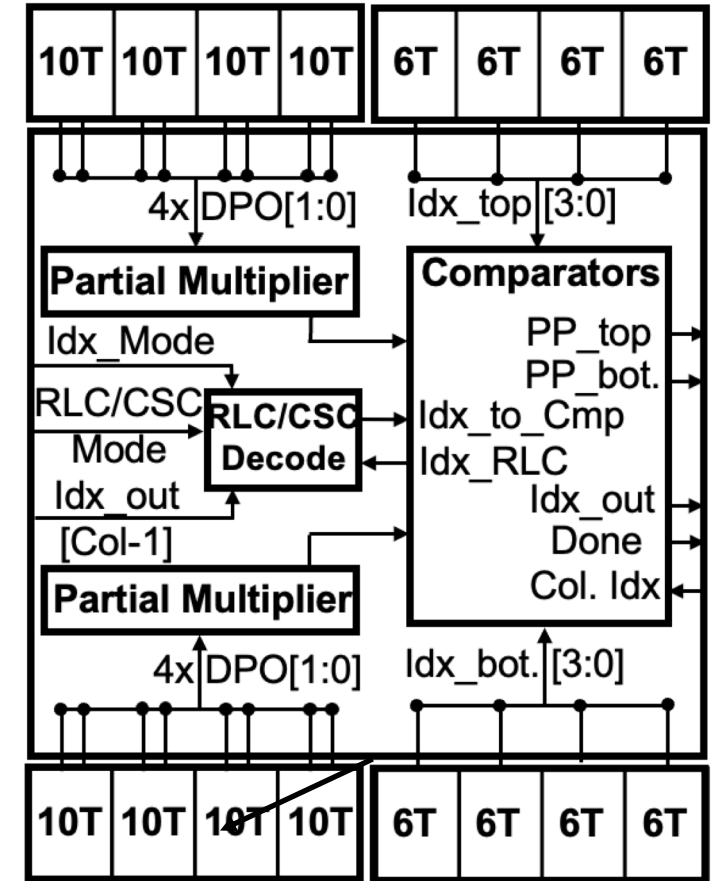 10T 10T 10T 10T 6T 6T 6T 6T
4x DPO[1:0] Idx_top [3:0]
Partial Multiplier
Comparators
Idx_Mode
PP_top
PP_bot.
RLC/CSC
Mode
RLC/CSC
Decode
Idx_to_Cmp
Idx_RLC
Idx_out
[Col-1]
Idx_out
Done
Col. Idx
Partial Multiplier
4x DPO[1:0] Idx_bot. [3:0]
10T 10T 10T 10T 6T 6T 6T 6T